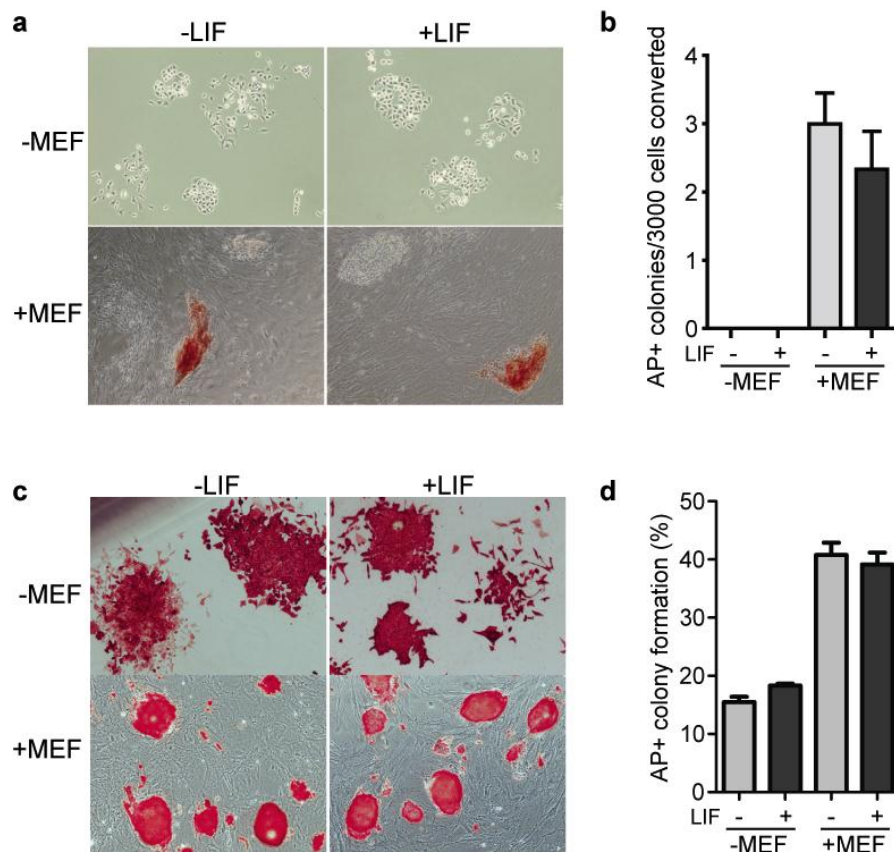 a
-LIF
+LIF
-MEF
+MEF
b
AP+ colonies/3000 cells converted
4
3
2
1
0
LIF - + - +
-MEF +MEF
c
-LIF
+LIF
-MEF
+MEF
d
AP+ colony formation (%)
50
40
30
20
10
0
LIF - + - +
-MEF +MEF